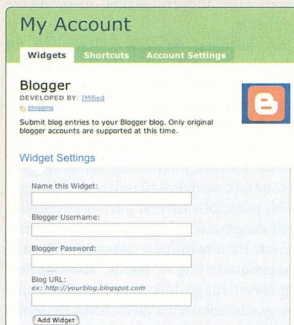 My Account
Widgets Shortcuts Account Settings
Blogger
DEVELOPED BY: IMified
blogging
Submit blog entries to your Blogger blog. Only original
blogger accounts are supported at this time.
Widget Settings
Name this Widget:
Blogger Username:
Blogger Password:
Blog URL:
ex: http://yourblog.blogspot.com
Add Widget